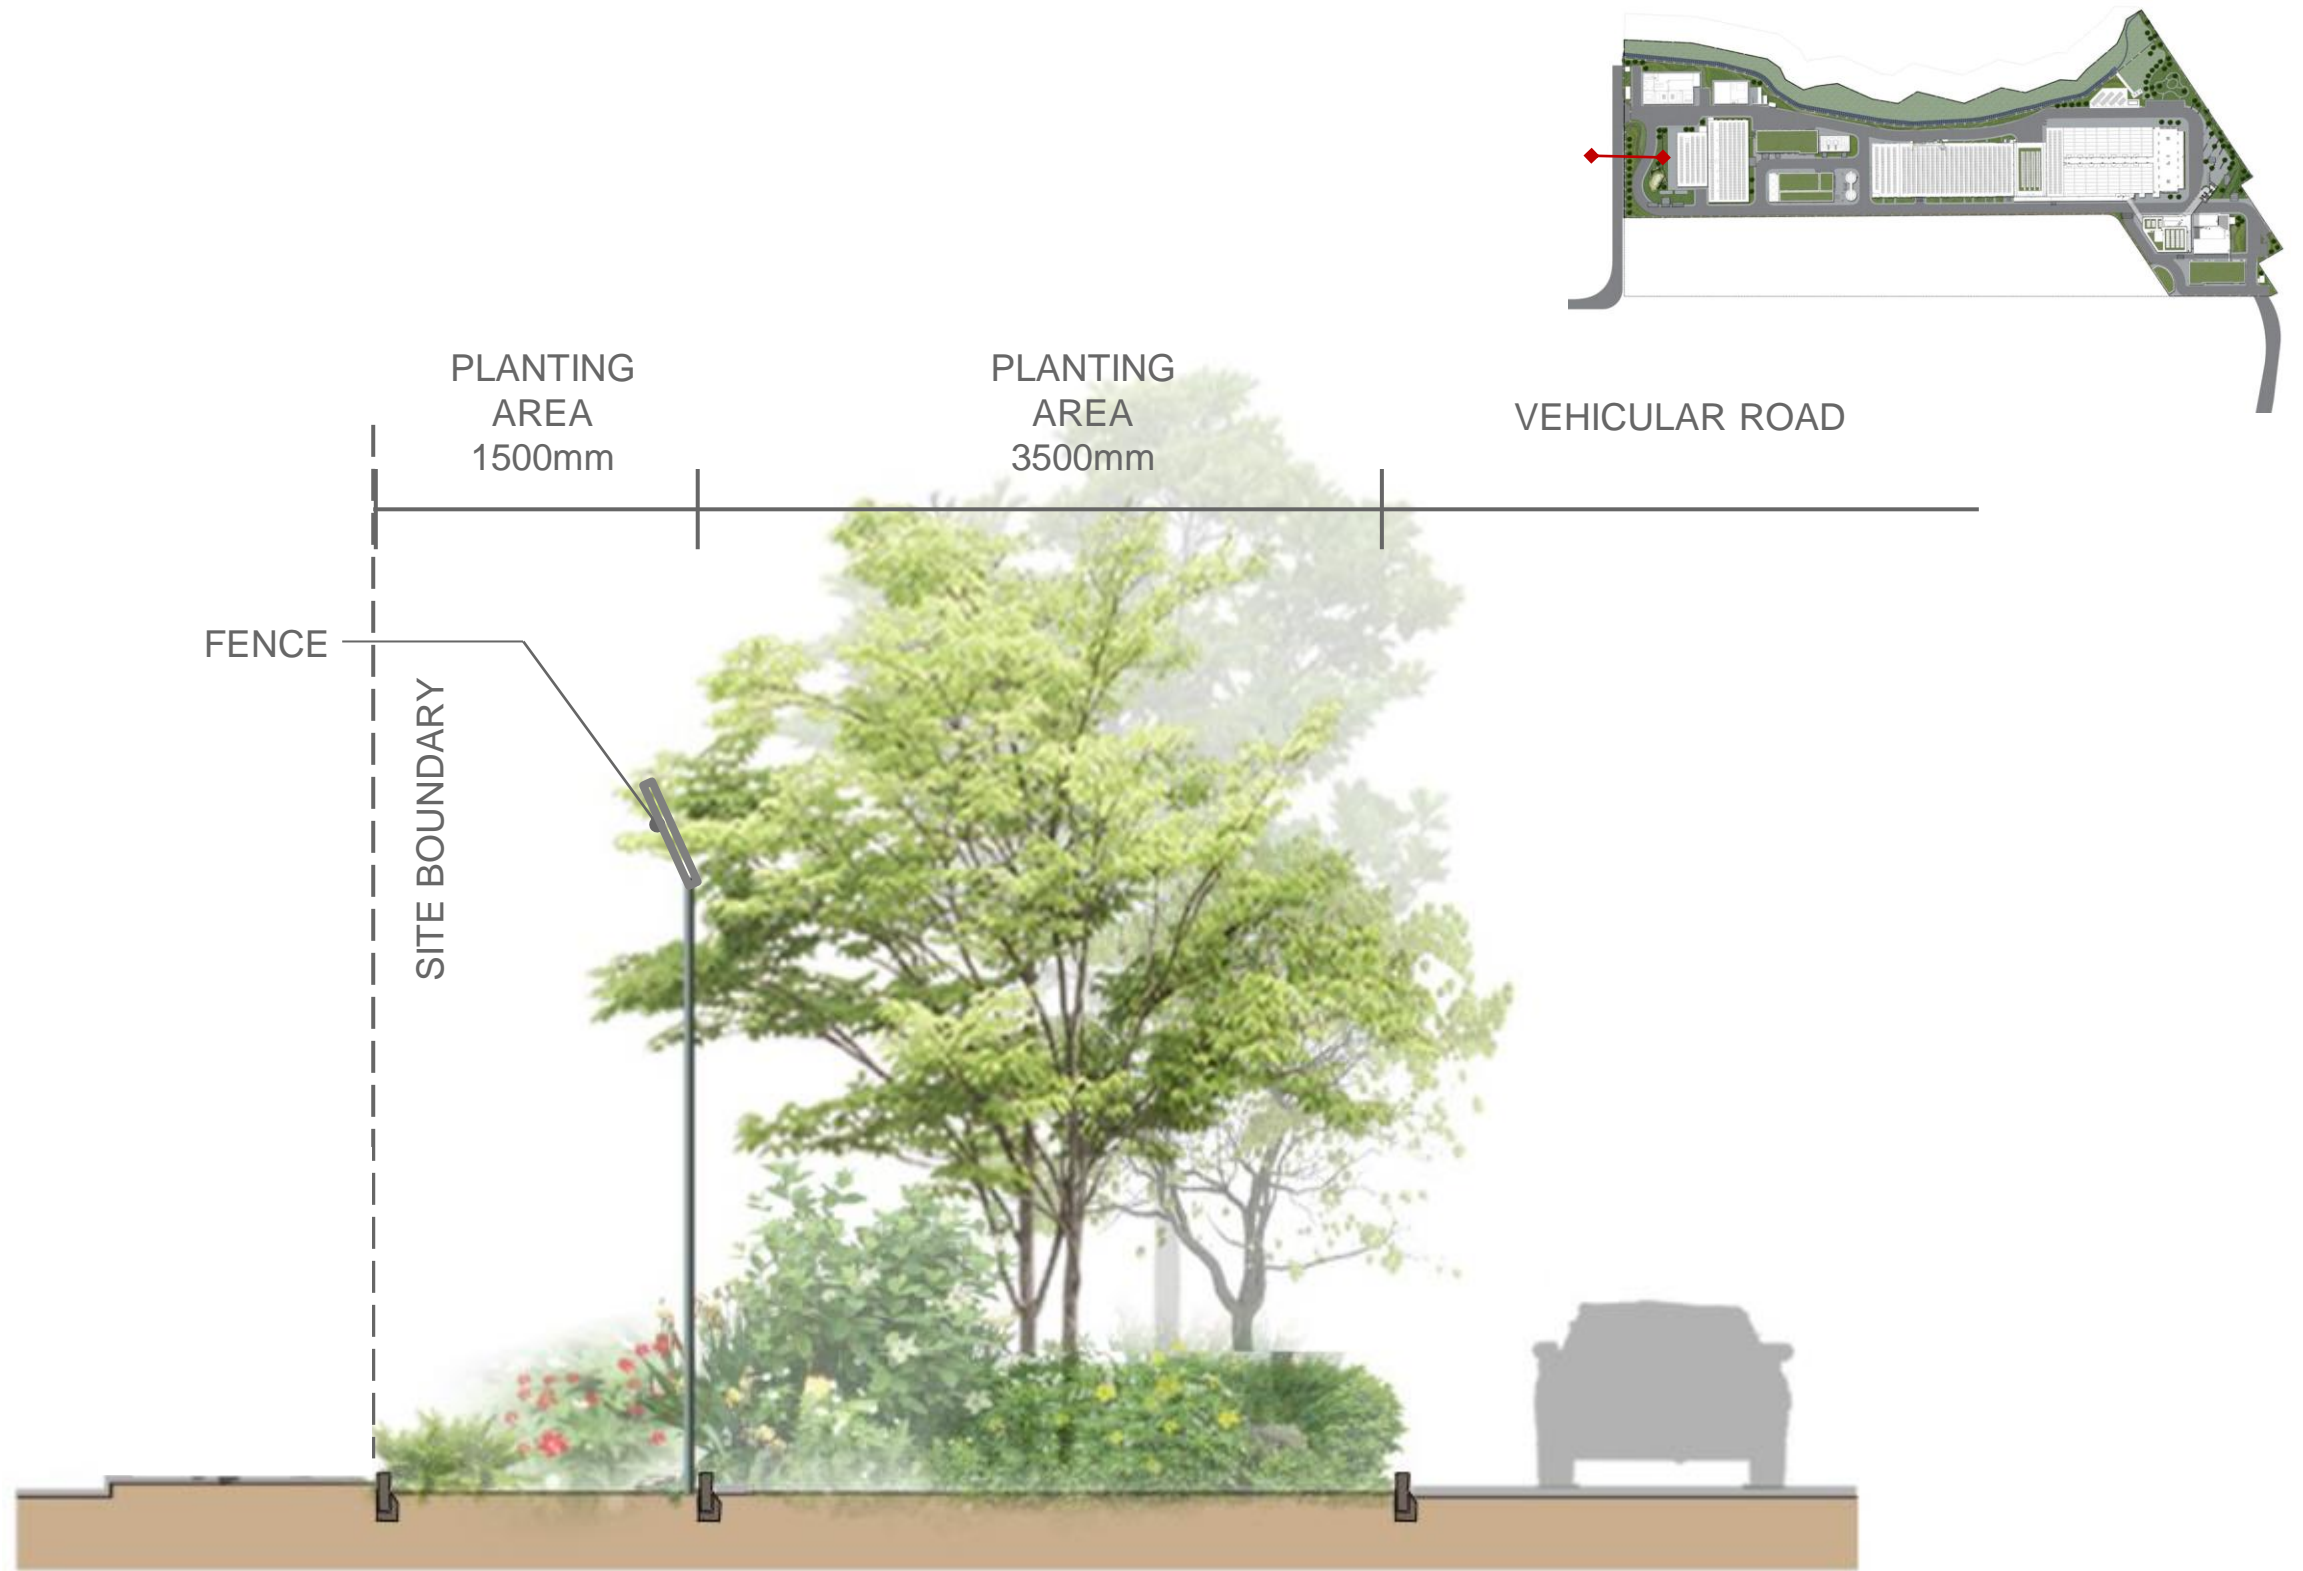 PLANTING
AREA
1500mm
PLANTING
AREA
3500mm
VEHICULAR ROAD
FENCE
SITE BOUNDARY